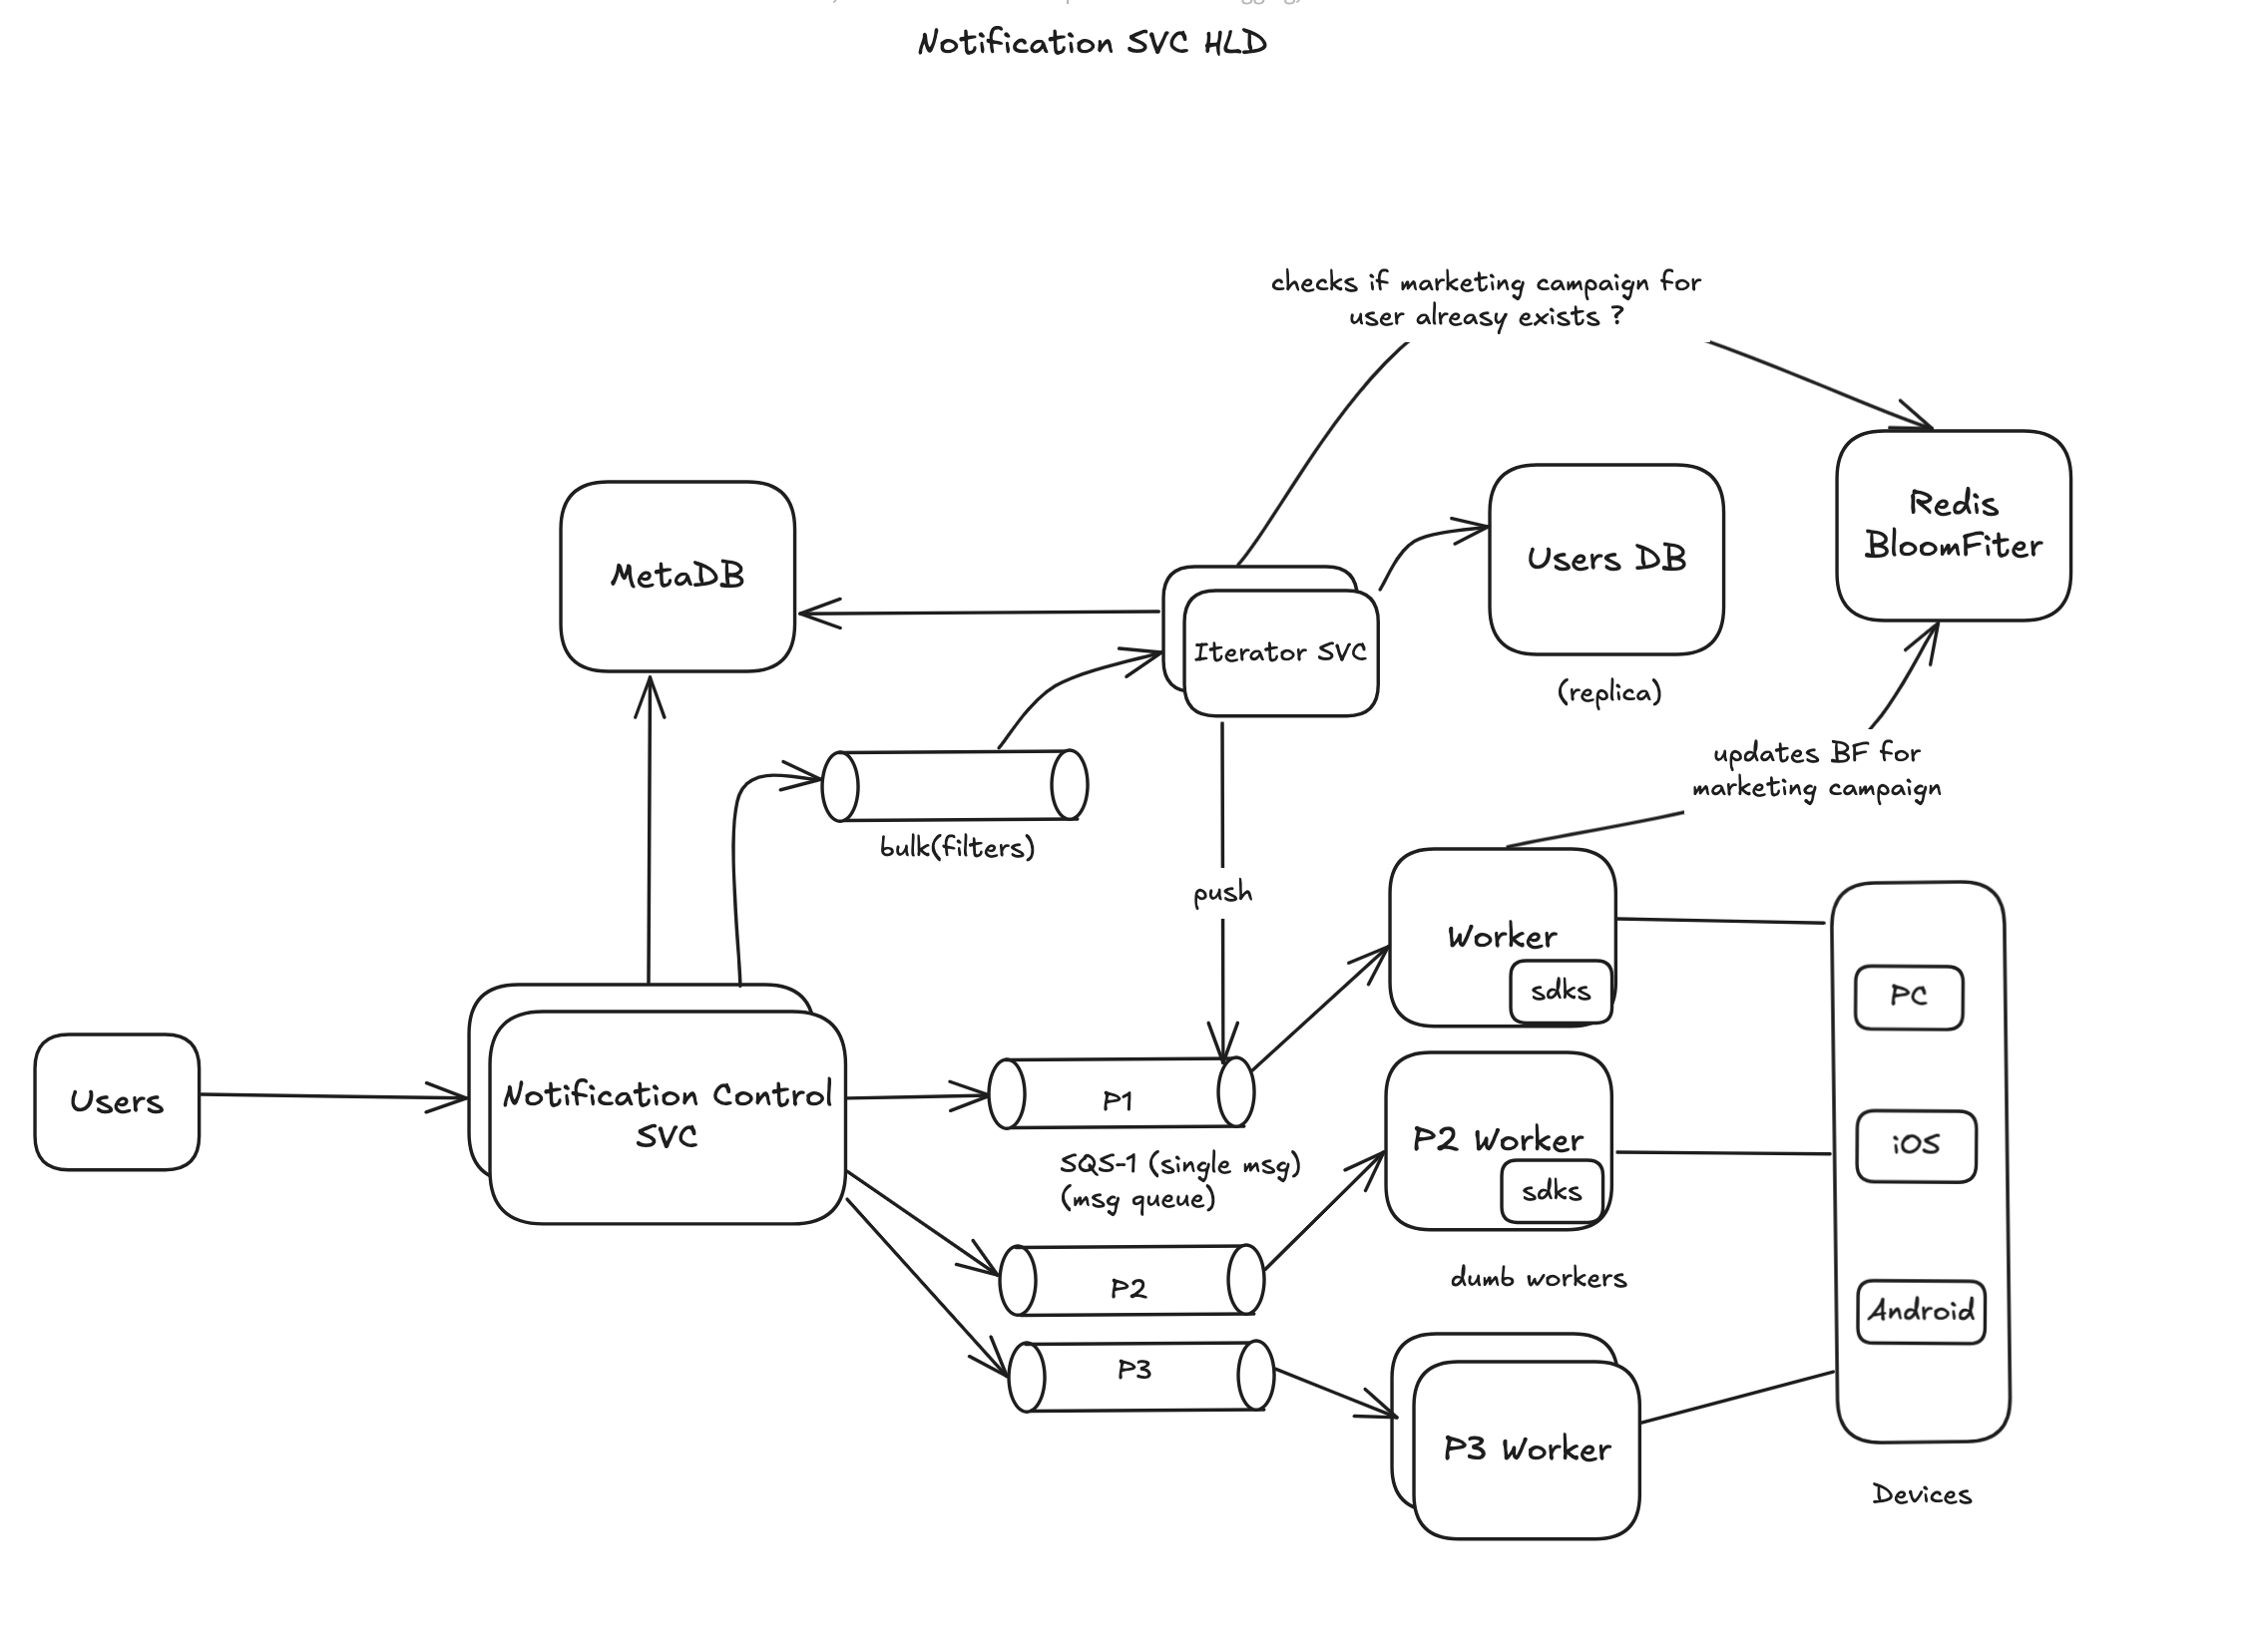 Notification SVC HLD
checks if marketing campaign for
user alreasy exists ?
Redis
BloomFiter
Users DB
MetaDB
Iterator SVC
(replica)
updates BF for
marketing campaign
bulk(filters)
push
Worker
sdks
PC
Users
Notification Control
SVC
P1
SQS-1 (single msg)
(msg queue)
P2 Worker
sdks
iOS
dumb workers
P2
Android
P3
P3 Worker
Devices